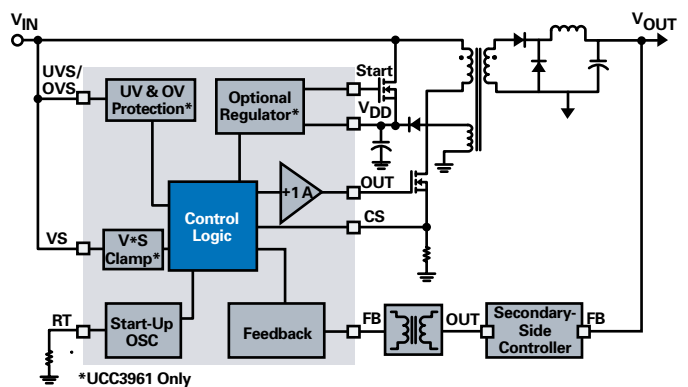 VIN
VOUT
UVS/
OVS
Start
UV & OV
Protection*
Optional
Regulator*
VDD
+1 A
OUT
Control
Logic
CS
VS
V*S
Clamp*
RT
Start-Up
OSC
Feedback
FB
OUT
Secondary-
Side
Controller
FB
*UCC3961 Only